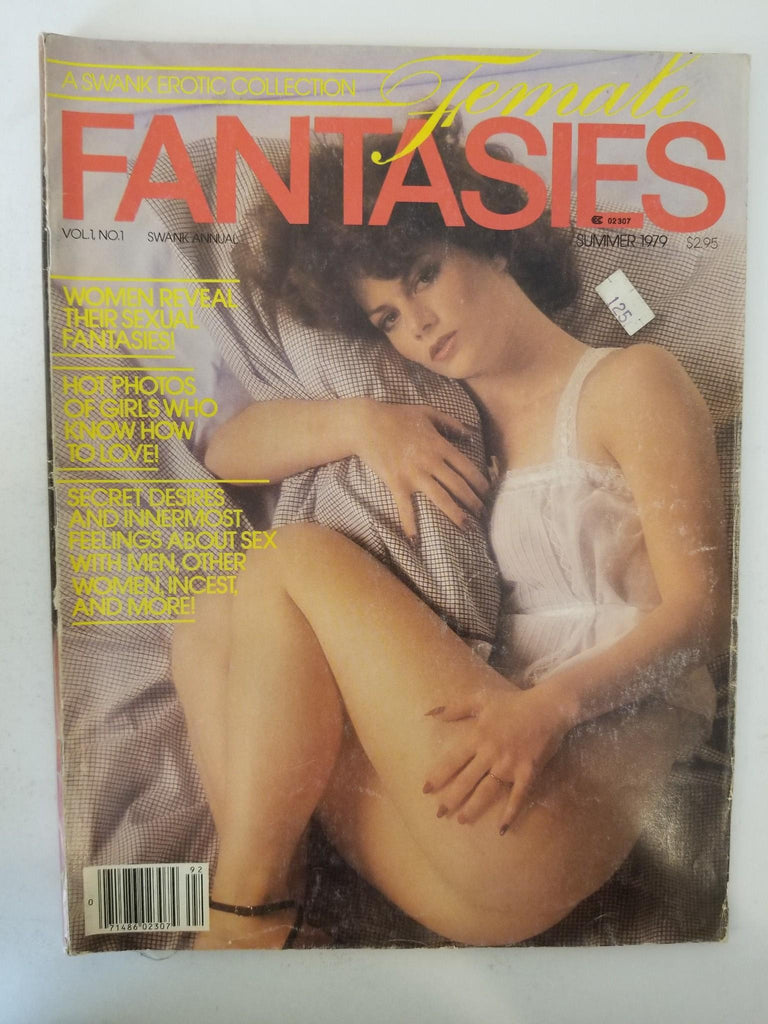 A SWANK EROTIC COLLECTION
Female
FANTASIES
02307
VOL.1, NO.1 SWANK ANNUAL SUMMER 1979 $2.95
125
WOMEN REVEAL
THEIR SEXUAL
FANTASIES!
HOT PHOTOS
OF GIRLS WHO
KNOW HOW
TO LOVE!
SECRET DESIRES
AND INNERMOST
FEELINGS ABOUT SEX
WITH MEN, OTHER
WOMEN, INCEST,
AND MORE!
92
0 71486 02307